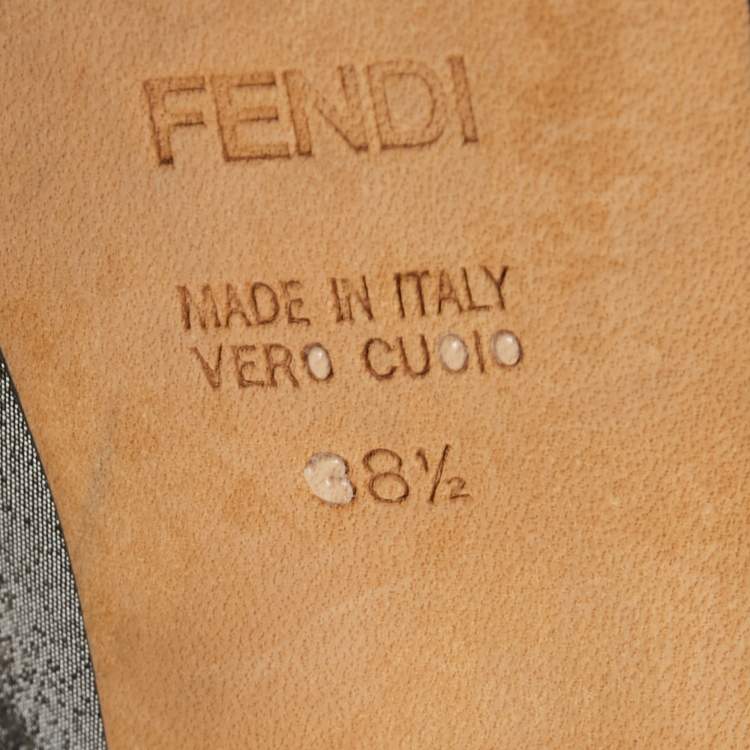 FENDI
MADE IN ITALY
VERO CUOIO
38½